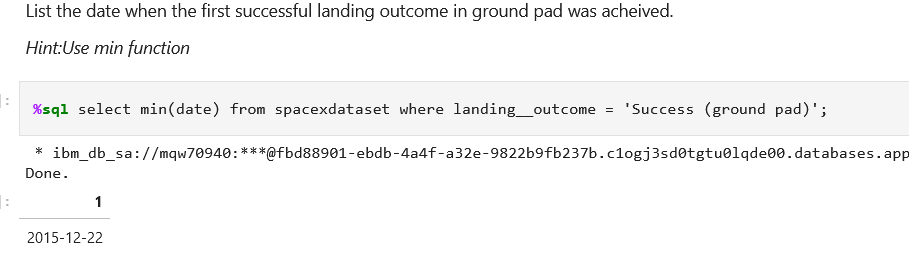 List the date when the first successful landing outcome in ground pad was acheived.
Hint:Use min function
]:
%sql select min(date) from spacexdataset where landing__outcome = 'Success (ground pad)';
* ibm_db_sa://mqw70940:***@fbd88901-ebdb-4a4f-a32e-9822b9fb237b.c1ogj3sd0tgtu0lqde00.databases.app
Done.
]:
1
2015-12-22